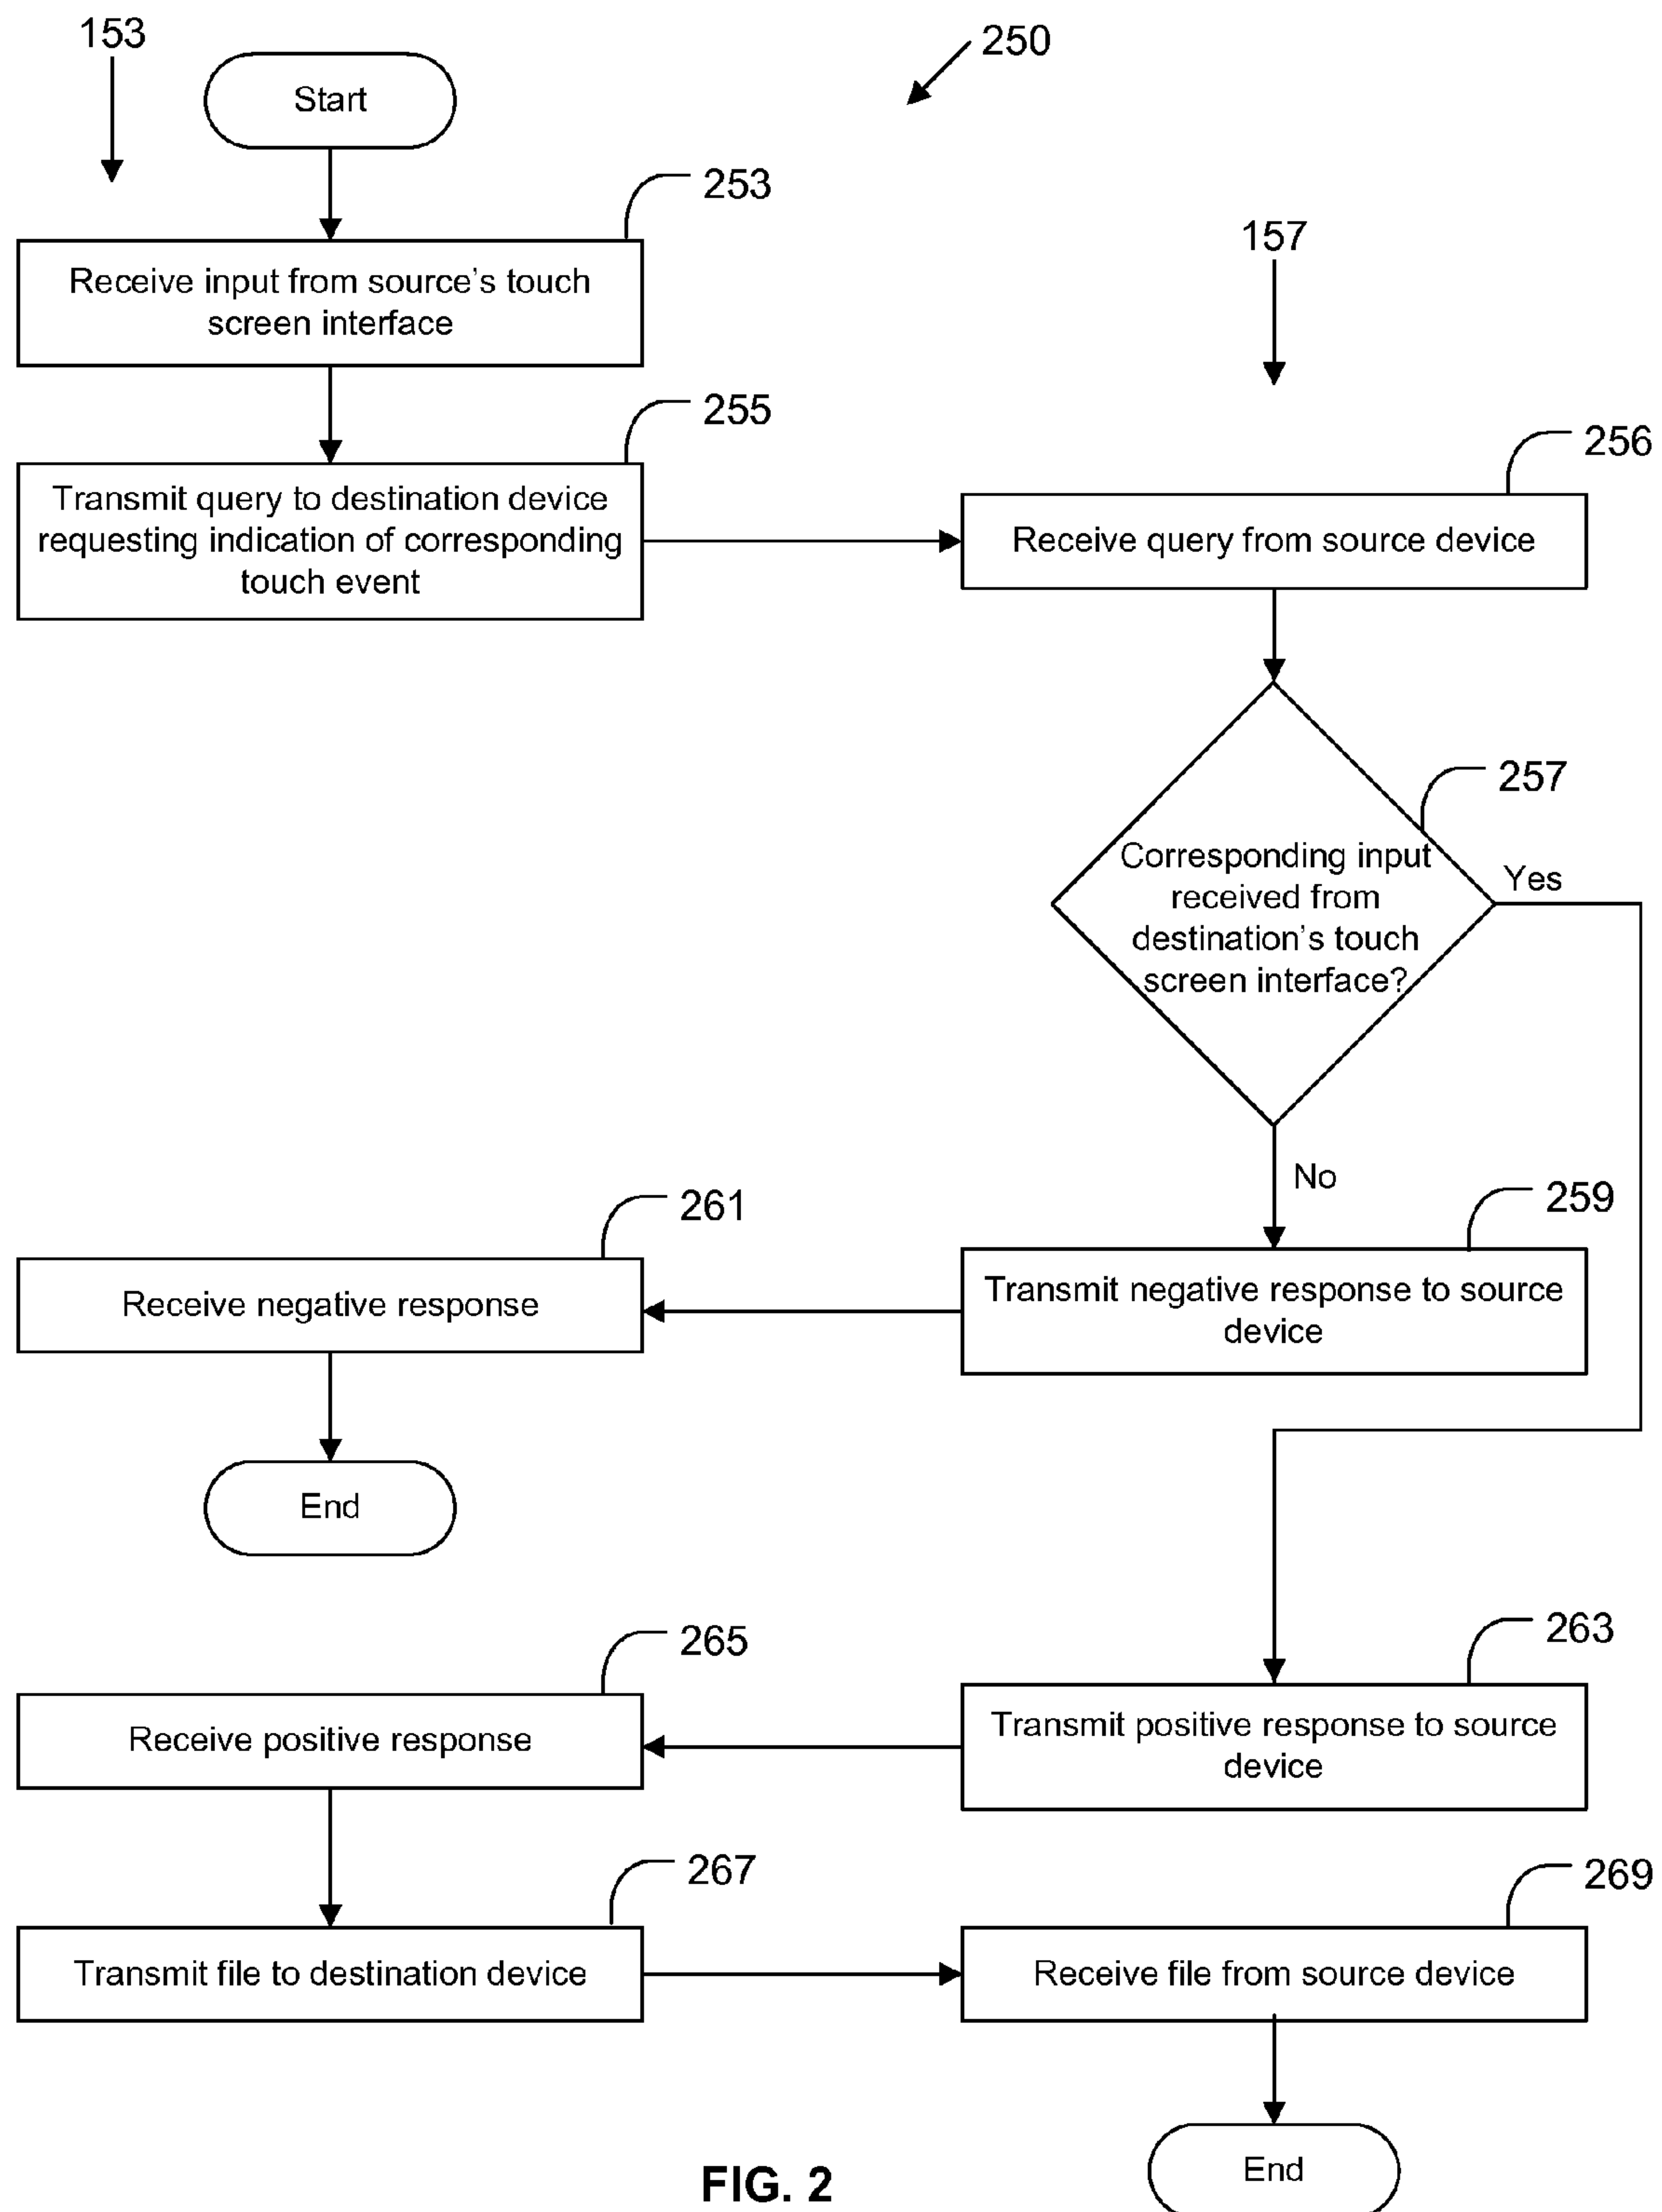 153
250
Start
253
Receive input from source's touch
screen interface
157
255
Transmit query to destination device
requesting indication of corresponding
touch event
256
Receive query from source device
257
Corresponding input
received from
destination's touch
screen interface?
Yes
No
261
Receive negative response
259
Transmit negative response to source
device
End
265
Receive positive response
263
Transmit positive response to source
device
267
Transmit file to destination device
269
Receive file from source device
End
FIG. 2